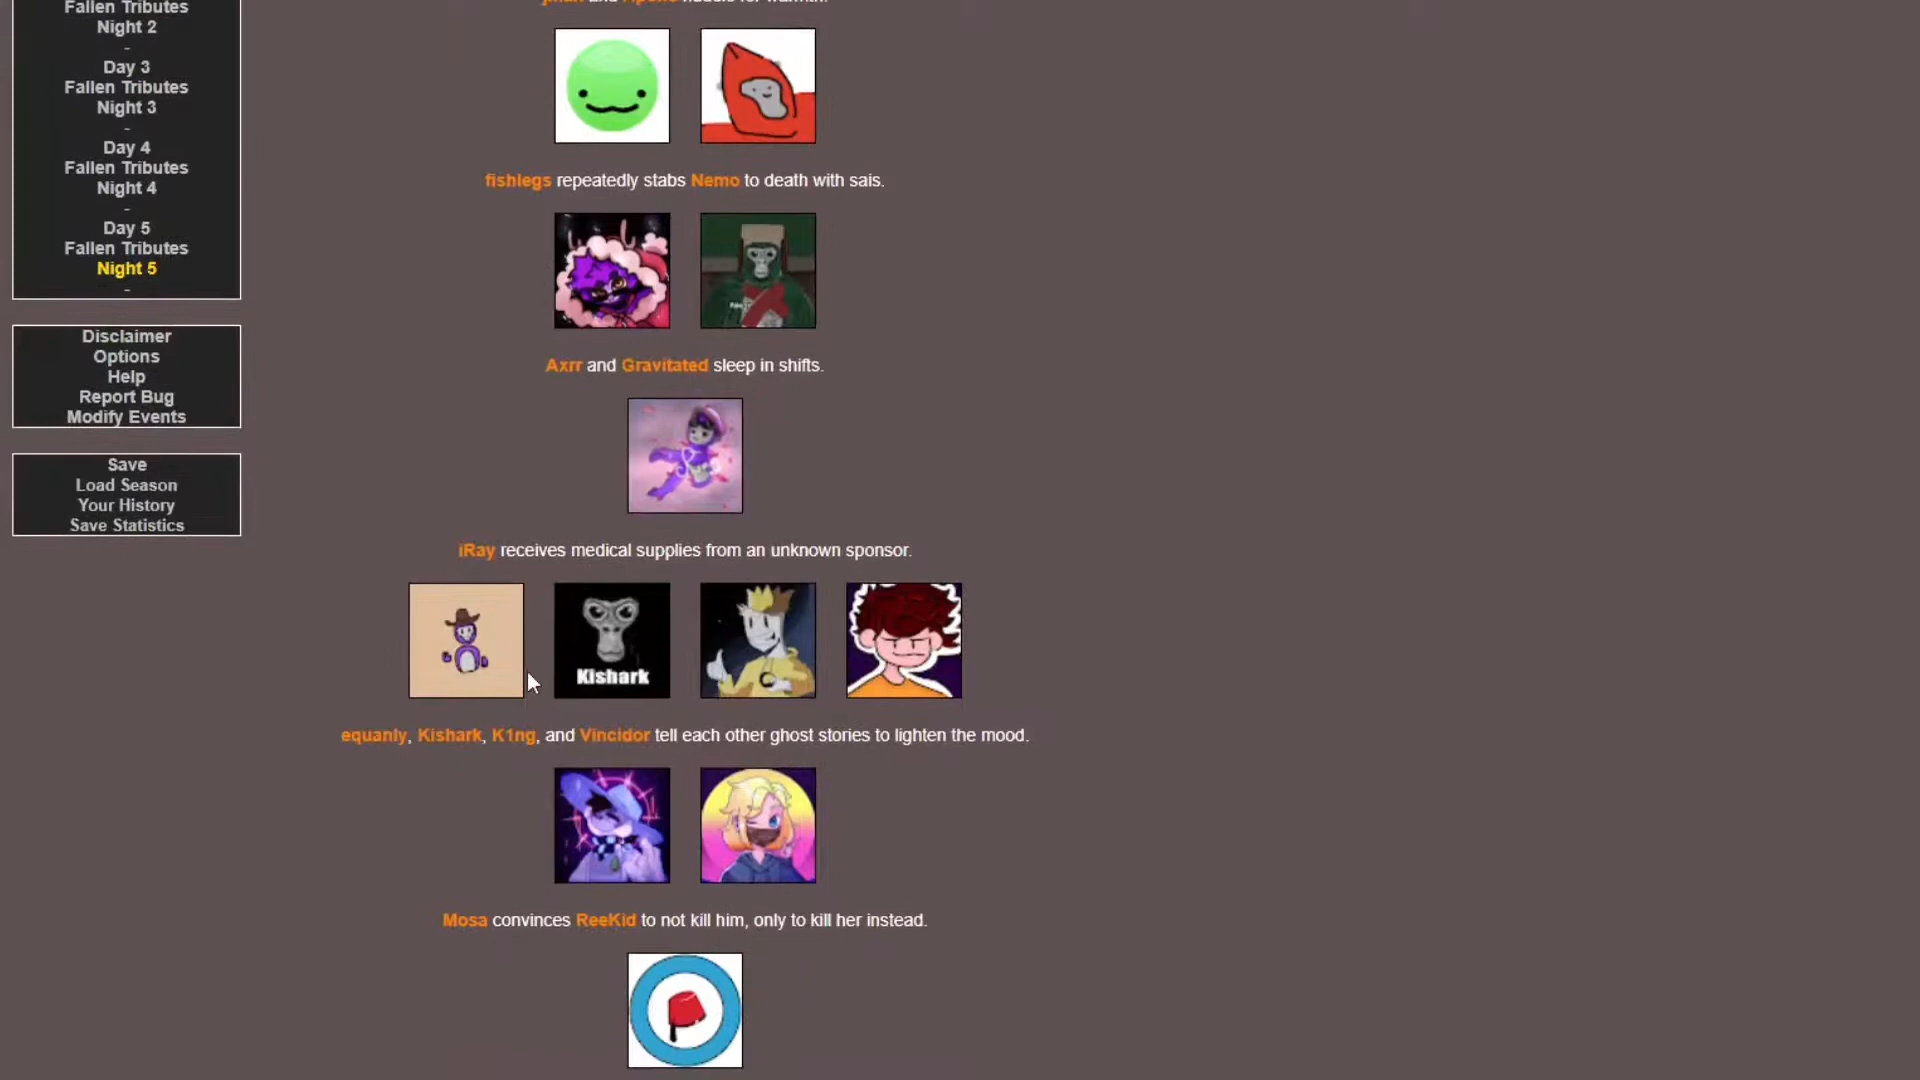 Fallen Tributes
Night 2
-
Day 3
Fallen Tributes
Night 3
-
Day 4
Fallen Tributes
Night 4
-
Day 5
Fallen Tributes
Night 5
-
Disclaimer
Options
Help
Report Bug
Modify Events
Save
Load Season
Your History
Save Statistics
fishlegs repeatedly stabs Nemo to death with sais.
Axrr and Gravitated sleep in shifts.
iRay receives medical supplies from an unknown sponsor.
Kishark
equanly, Kishark, K1ng, and Vincidor tell each other ghost stories to lighten the mood.
Mosa convinces ReeKid to not kill him, only to kill her instead.